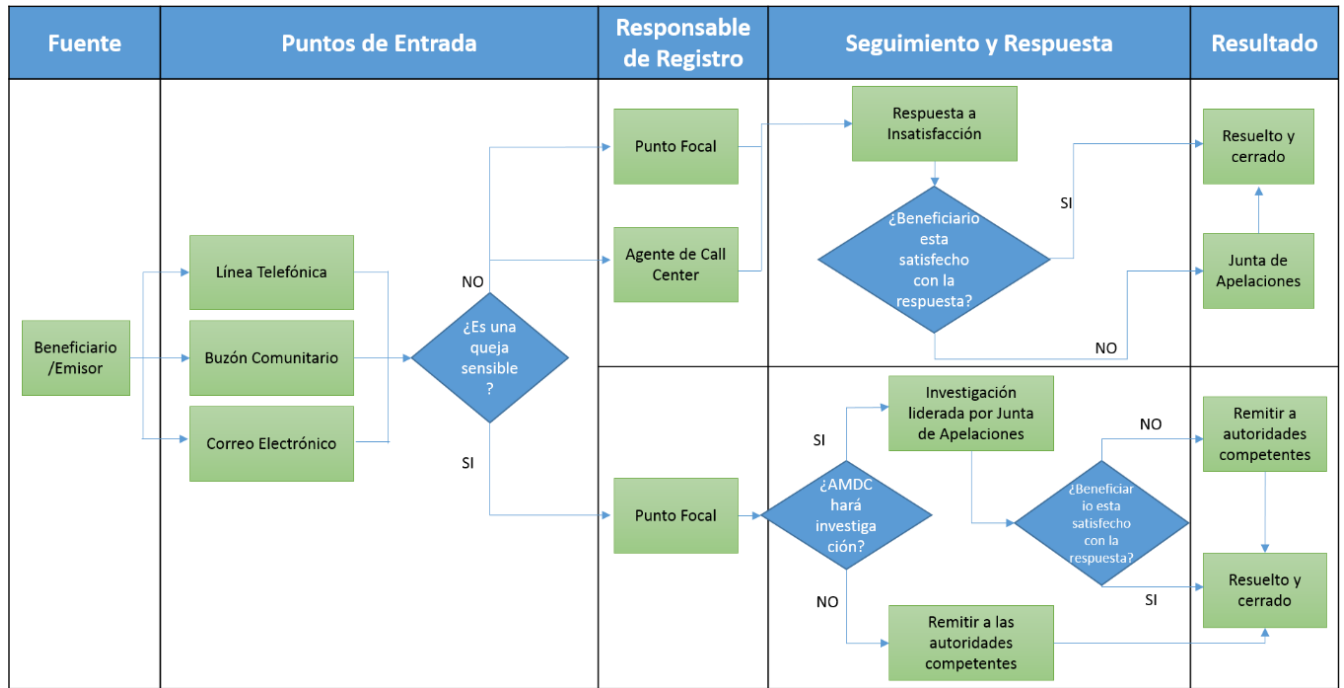 Fuente
Puntos de Entrada
Responsable
de Registro
Seguimiento y Respuesta
Resultado
Beneficiario
/Emisor
Línea Telefónica
Buzón Comunitario
Correo Electrónico
NO
¿Es una
queja
sensible
?
SI
Punto Focal
Agente de Call
Center
Respuesta a
Insatisfacción
¿Beneficiario
esta
satisfecho
con la
respuesta?
SI
NO
Resuelto y
cerrado
Junta de
Apelaciones
Punto Focal
¿AMDC
hará
investiga
ción?
SI
NO
Investigación
liderada por Junta
de Apelaciones
Remitir a las
autoridades
competentes
¿Beneficiar
io esta
satisfecho
con la
respuesta?
NO
SI
Remitir a
autoridades
competentes
Resuelto y
cerrado